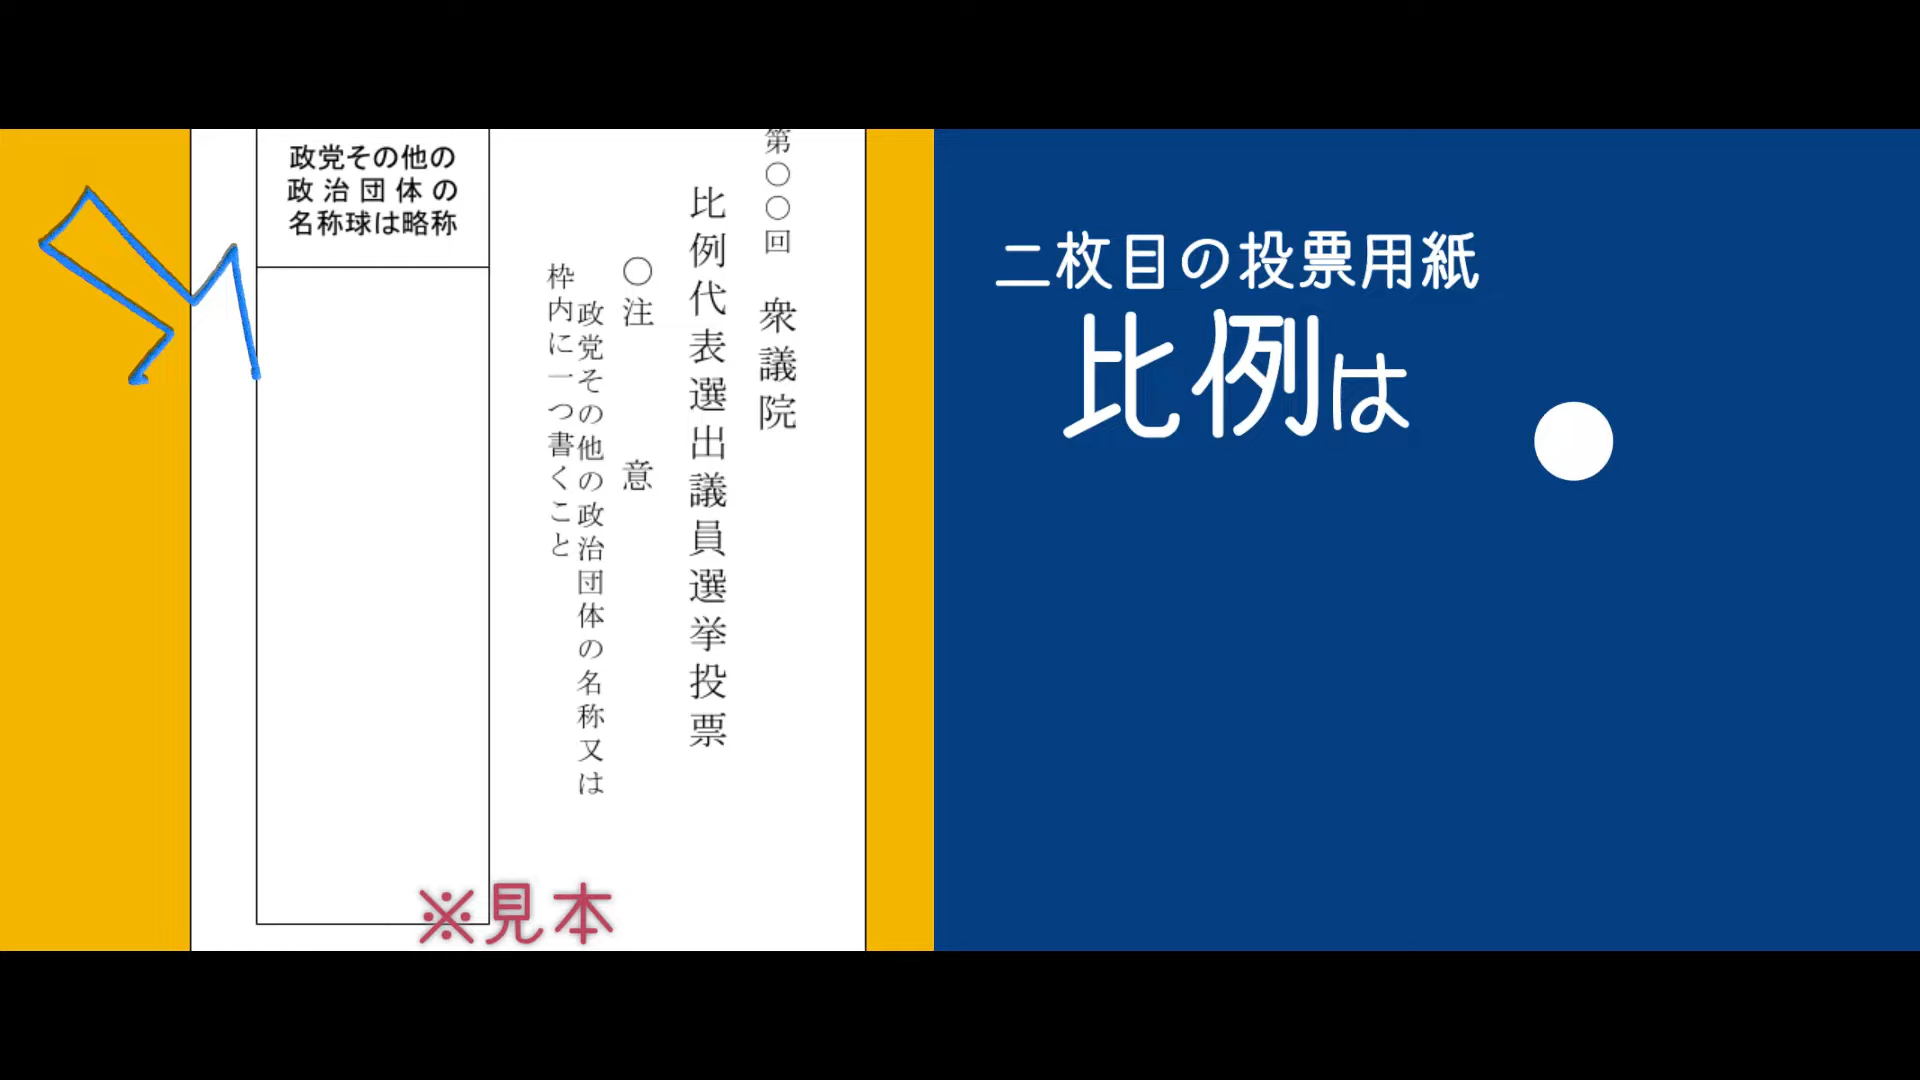 政党その他の
政治団体の
名称球は略称
第〇〇回 衆議院
比例代表選出議員選挙投票
〇注 意
政党その他の政治団体の名称又は
枠内に一つ書くこと
※見本
二枚目の投票用紙
比例は